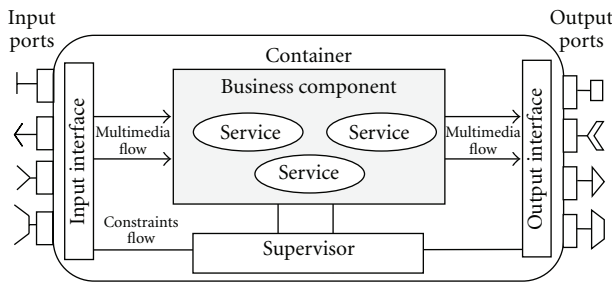 Input
ports
Output
ports
Container
Business component
Input interface
Output interface
Multimedia
flow
Service
Service
Service
Multimedia
flow
Constraints
flow
Supervisor